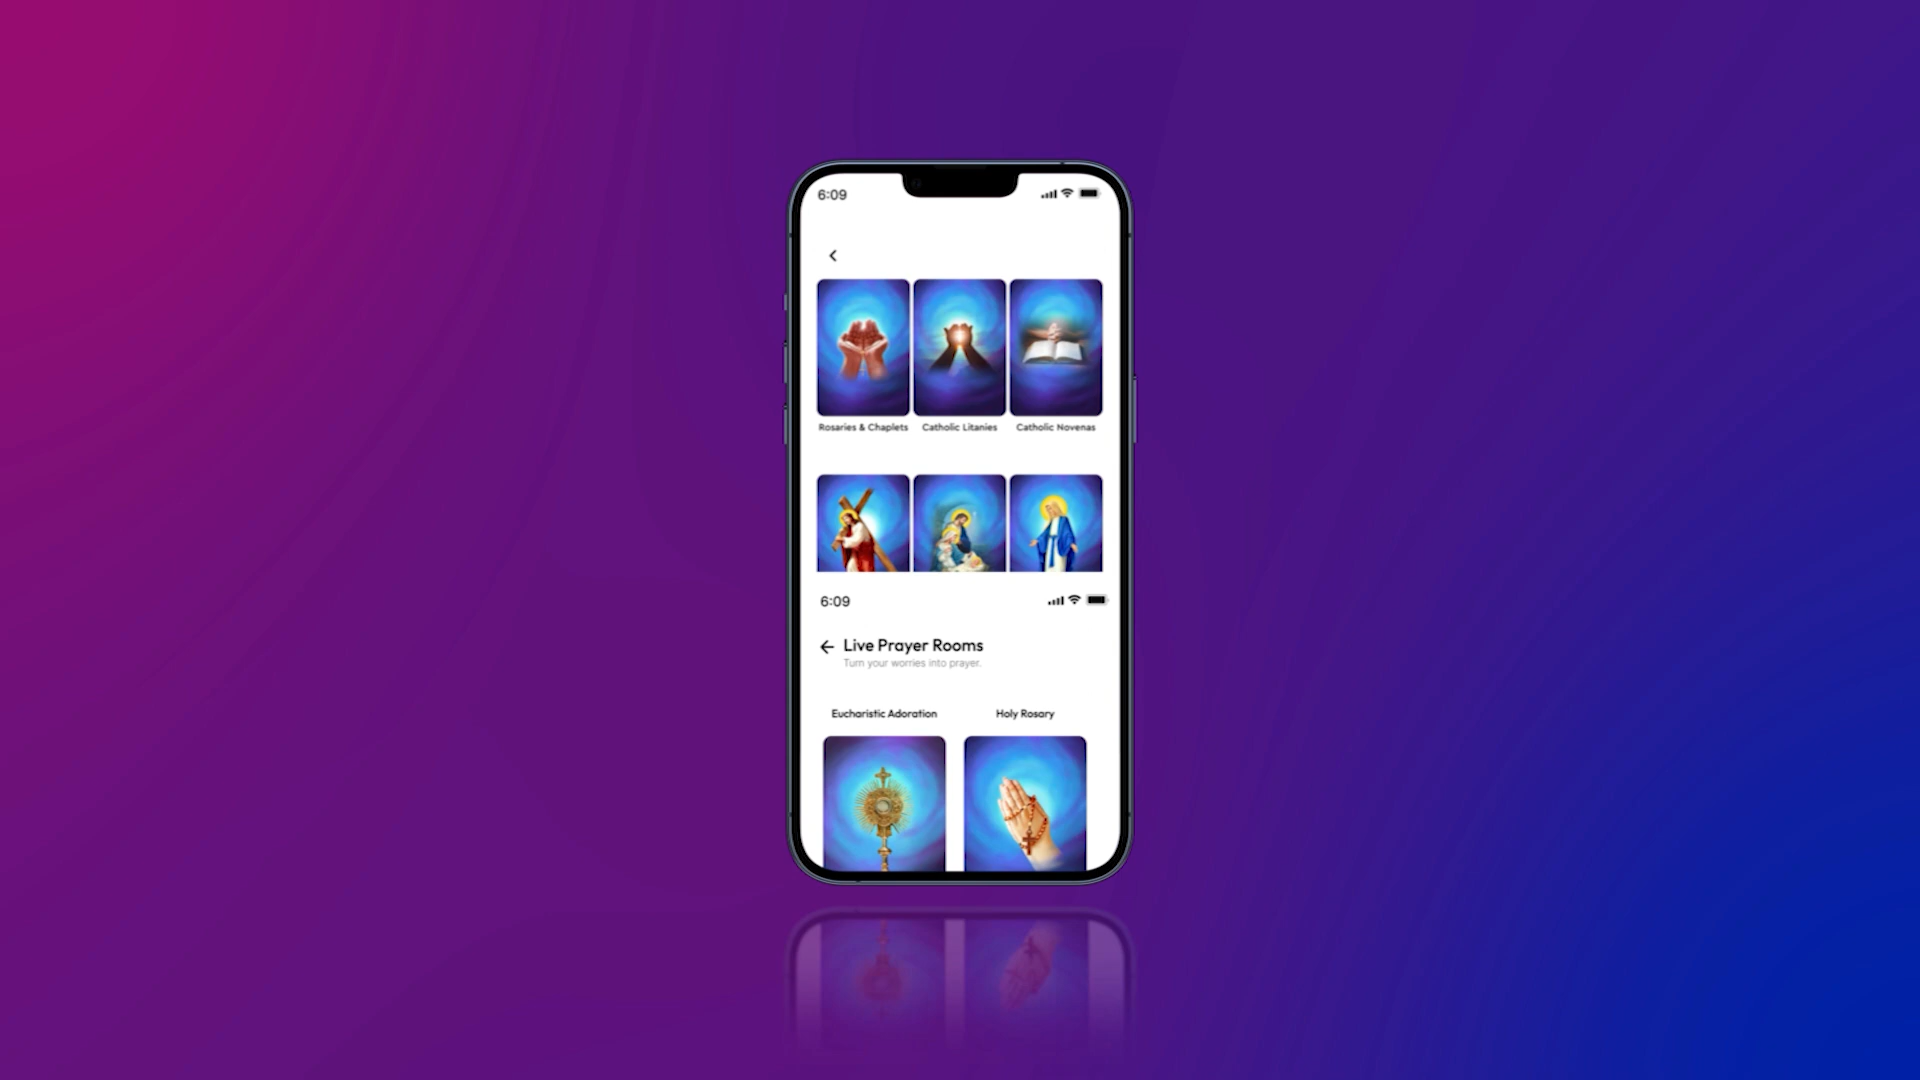 6:09
Rosaries & Chaplets Catholic Litanies Catholic Novenas
6:09
Live Prayer Rooms
Turn your worries into prayer.
Eucharistic Adoration Holy Rosary